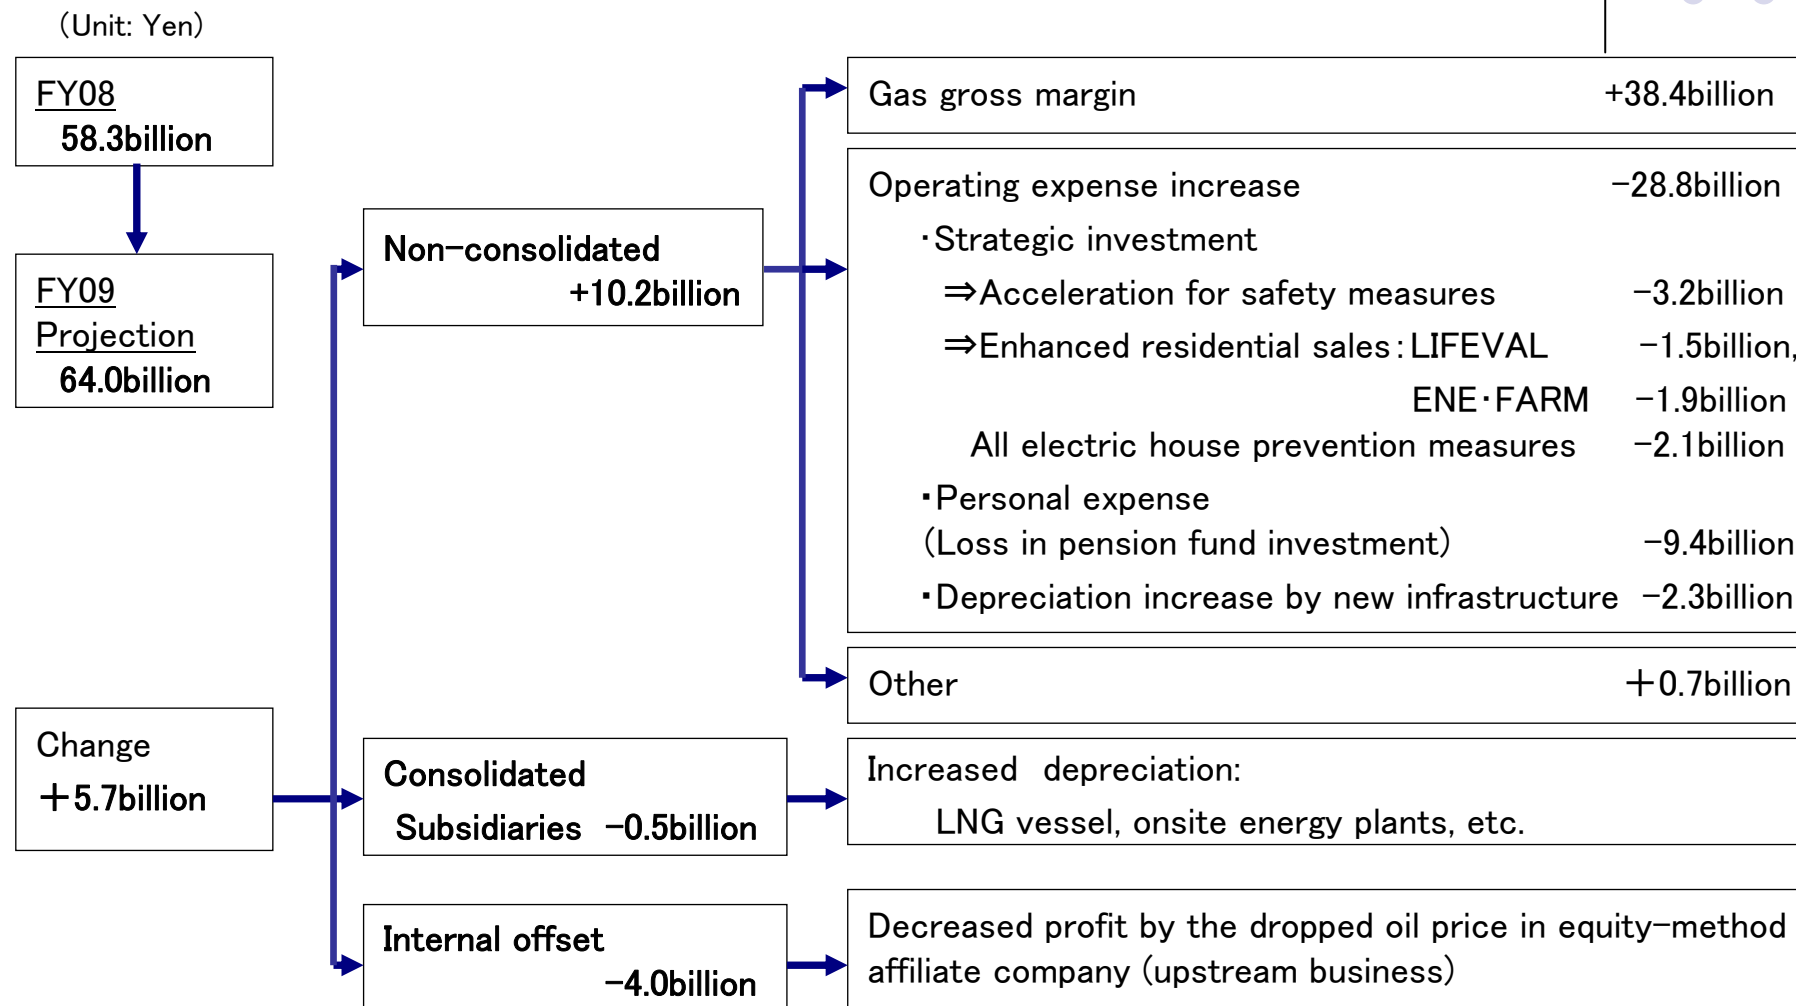 (Unit: Yen)
FY08
58.3billion
FY09
Projection
64.0billion
Change
＋5.7billion
Non-consolidated
+10.2billion
Consolidated
Subsidiaries -0.5billion
Internal offset
-4.0billion
Gas gross margin +38.4billion
Operating expense increase -28.8billion
・Strategic investment
⇒Acceleration for safety measures -3.2billion
⇒Enhanced residential sales：LIFEVAL -1.5billion,
ENE・FARM -1.9billion
All electric house prevention measures -2.1billion
・Personal expense
(Loss in pension fund investment) -9.4billion
・Depreciation increase by new infrastructure -2.3billion
Other ＋0.7billion
Increased depreciation:
LNG vessel, onsite energy plants, etc.
Decreased profit by the dropped oil price in equity-method
affiliate company (upstream business)